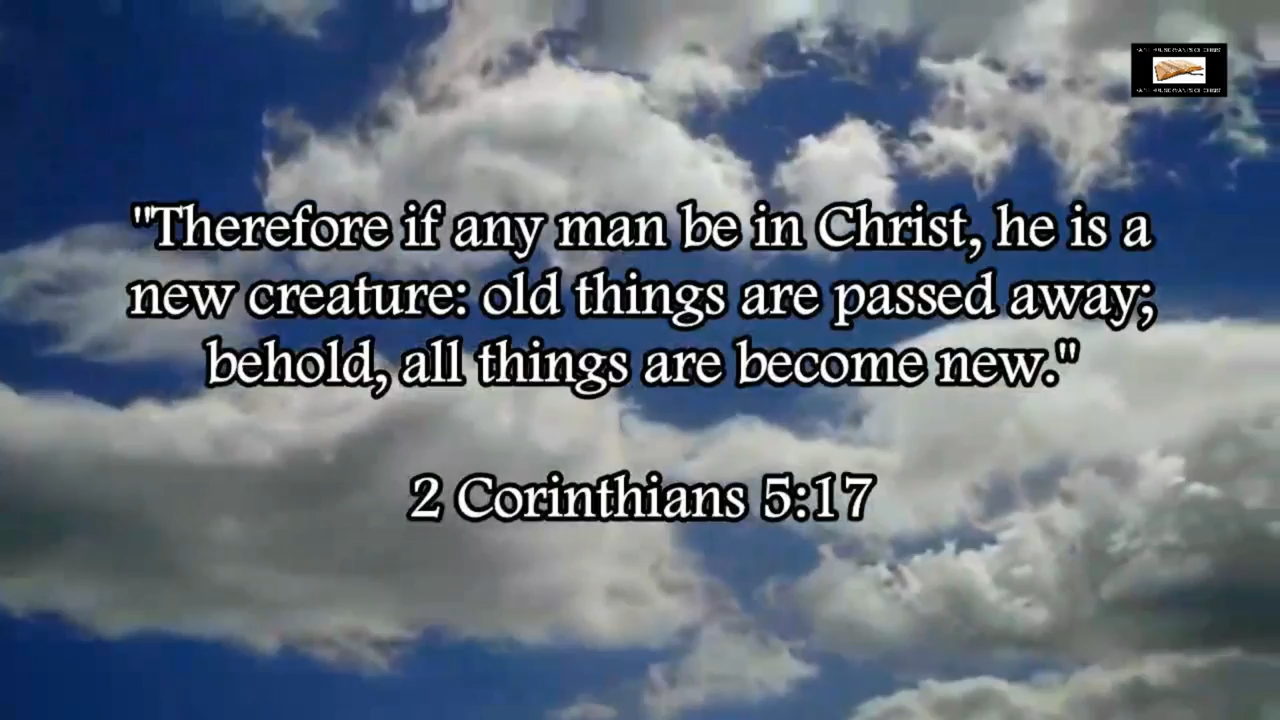 "Therefore if any man be in Christ, he is a
new creature: old things are passed away;
behold, all things are become new."
2 Corinthians 5:17